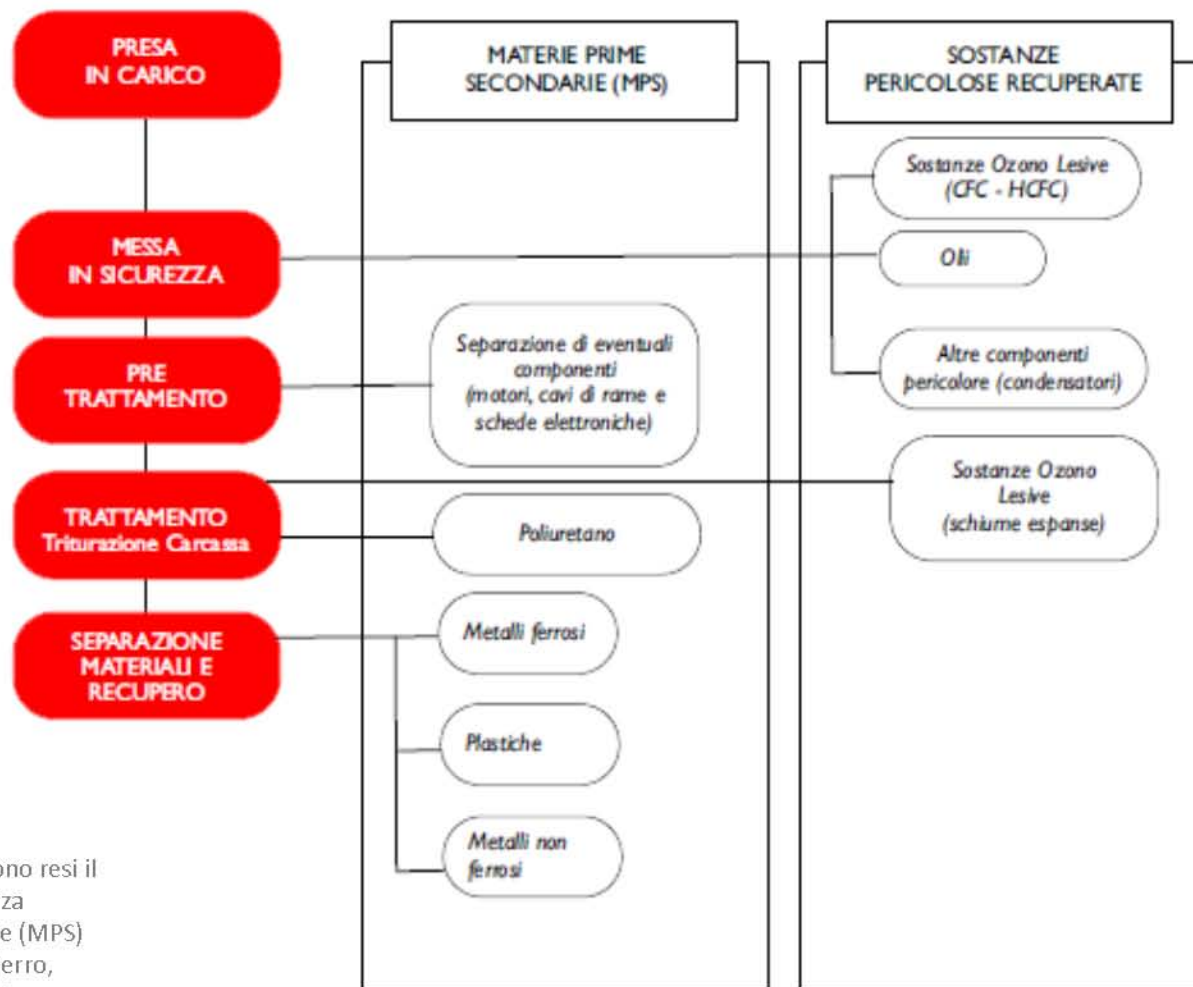 PRESA
IN CARICO
MESSA
IN SICUREZZA
PRE
TRATTAMENTO
TRATTAMENTO
Triturazione Carcassa
SEPARAZIONE
MATERIALI E
RECUPERO
MATERIE PRIME
SECONDARIE (MPS)
Separazione di eventuali
componenti
(motori, cavi di rame e
schede elettroniche)
Poliuretano
Metalli ferrosi
Plastiche
Metalli non
ferrosi
SOSTANZE
PERICOLOSE RECUPERATE
Sostanze Ozono Lesive
(CFC - HCFC)
Olii
Altre componenti
pericolore (condensatori)
Sostanze Ozono
Lesive
(schiume espanse)
ono resi il
za
e (MPS)
erro,